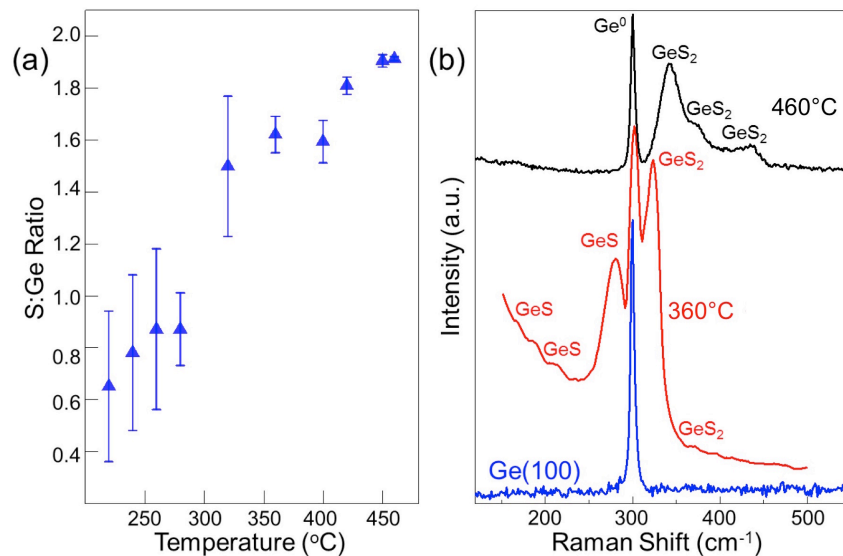 (a)
2.0
1.8
1.6
1.4
1.2
1.0
0.8
0.6
0.4
S:Ge Ratio
250 300 350 400 450
Temperature (°C)
(b)
Ge⁰
GeS₂
GeS₂
GeS₂
460°C
GeS₂
GeS
360°C
GeS
GeS
GeS₂
Ge(100)
Intensity (a.u.)
200 300 400 500
Raman Shift (cm⁻¹)